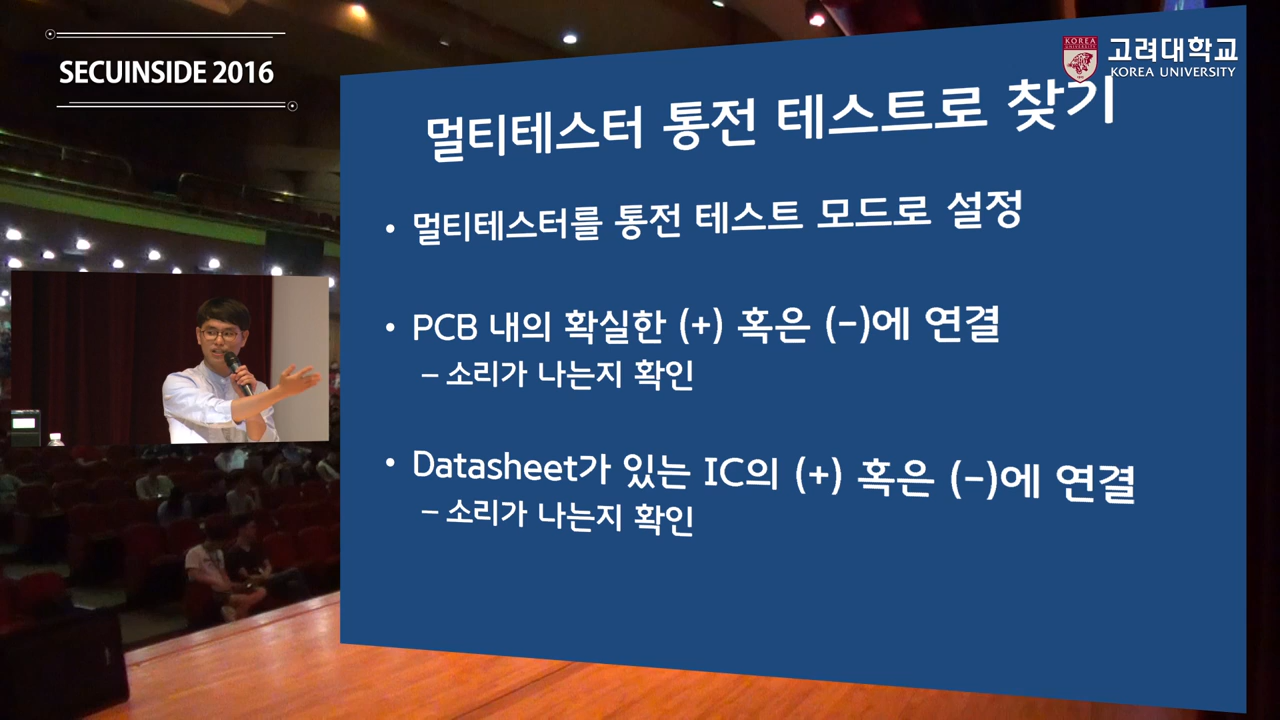 SECUINSIDE 2016
KOREA
UNIVERSITY
고려대학교
KOREA UNIVERSITY
멀티테스터 통전 테스트로 찾기
• 멀티테스터를 통전 테스트 모드로 설정
• PCB 내의 확실한 (+) 혹은 (-)에 연결
– 소리가 나는지 확인
• Datasheet가 있는 IC의 (+) 혹은 (-)에 연결
– 소리가 나는지 확인